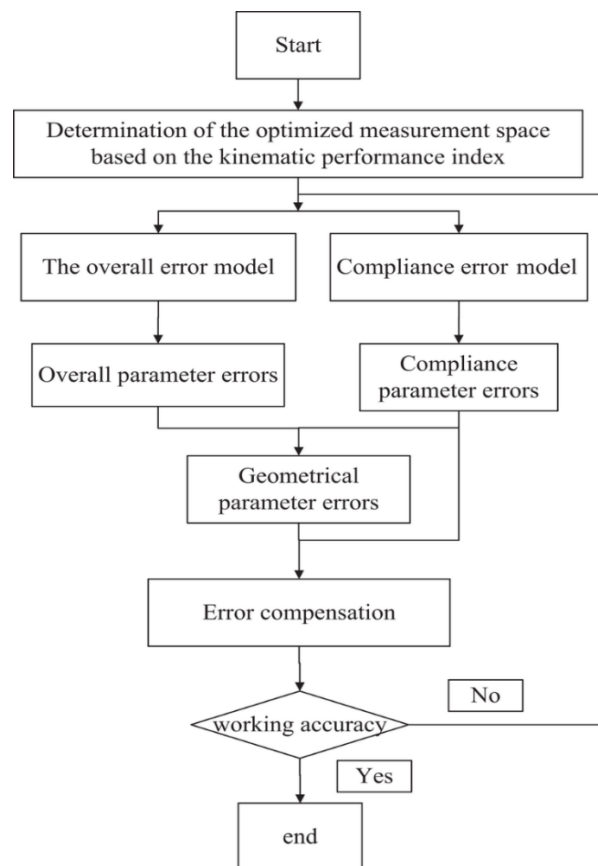 Start
Determination of the optimized measurement space
based on the kinematic performance index
The overall error model
Compliance error model
Overall parameter errors
Compliance
parameter errors
Geometrical
parameter errors
Error compensation
working accuracy
No
Yes
end